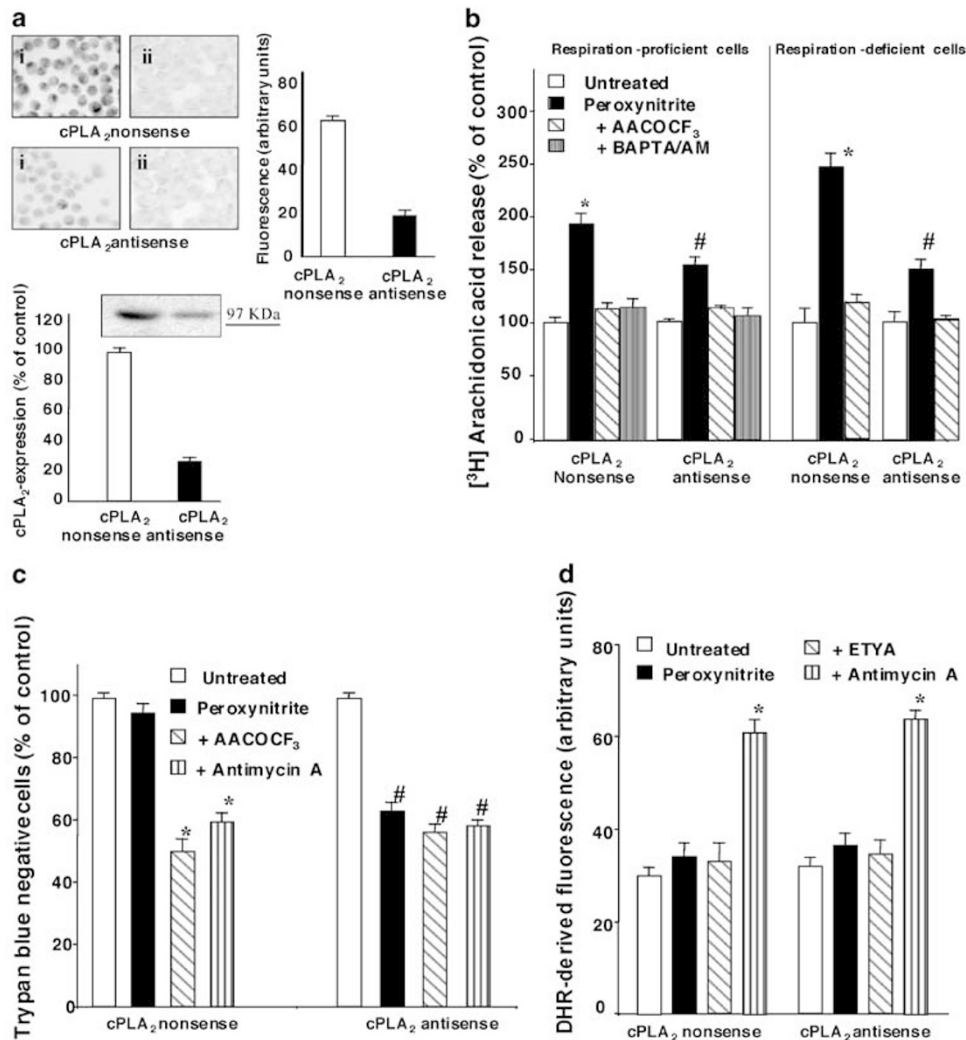 a
i
ii
cPLA₂nonsense
i
ii
cPLA₂antisense
Fluorescence (arbitrary units)
80
60
40
20
0
cPLA₂
nonsense
cPLA₂
antisense
cPLA₂-expression (% of control)
120
100
80
60
40
20
0
97 KDa
cPLA₂ cPLA₂
nonsense antisense
b
Respiration -proficient cells
Respiration -deficient cells
Untreated
Peroxynitrite
+ AACOCF₃
+ BAPTA/AM
[³H] Arachidonic acid release (% of control)
300
250
200
150
100
50
0
*
#
*
#
cPLA₂
Nonsense
cPLA₂
antisense
cPLA₂
nonsense
cPLA₂
antisense
c
Trypan blue negative cells (% of control)
100
80
60
40
20
0
Untreated
Peroxynitrite
+ AACOCF₃
+ Antimycin A
*
*
#
#
#
cPLA₂ nonsense
cPLA₂ antisense
d
DHR-derived fluorescence (arbitrary units)
80
60
40
20
0
Untreated
Peroxynitrite
+ ETYA
+ Antimycin A
*
*
cPLA₂ nonsense
cPLA₂ antisense